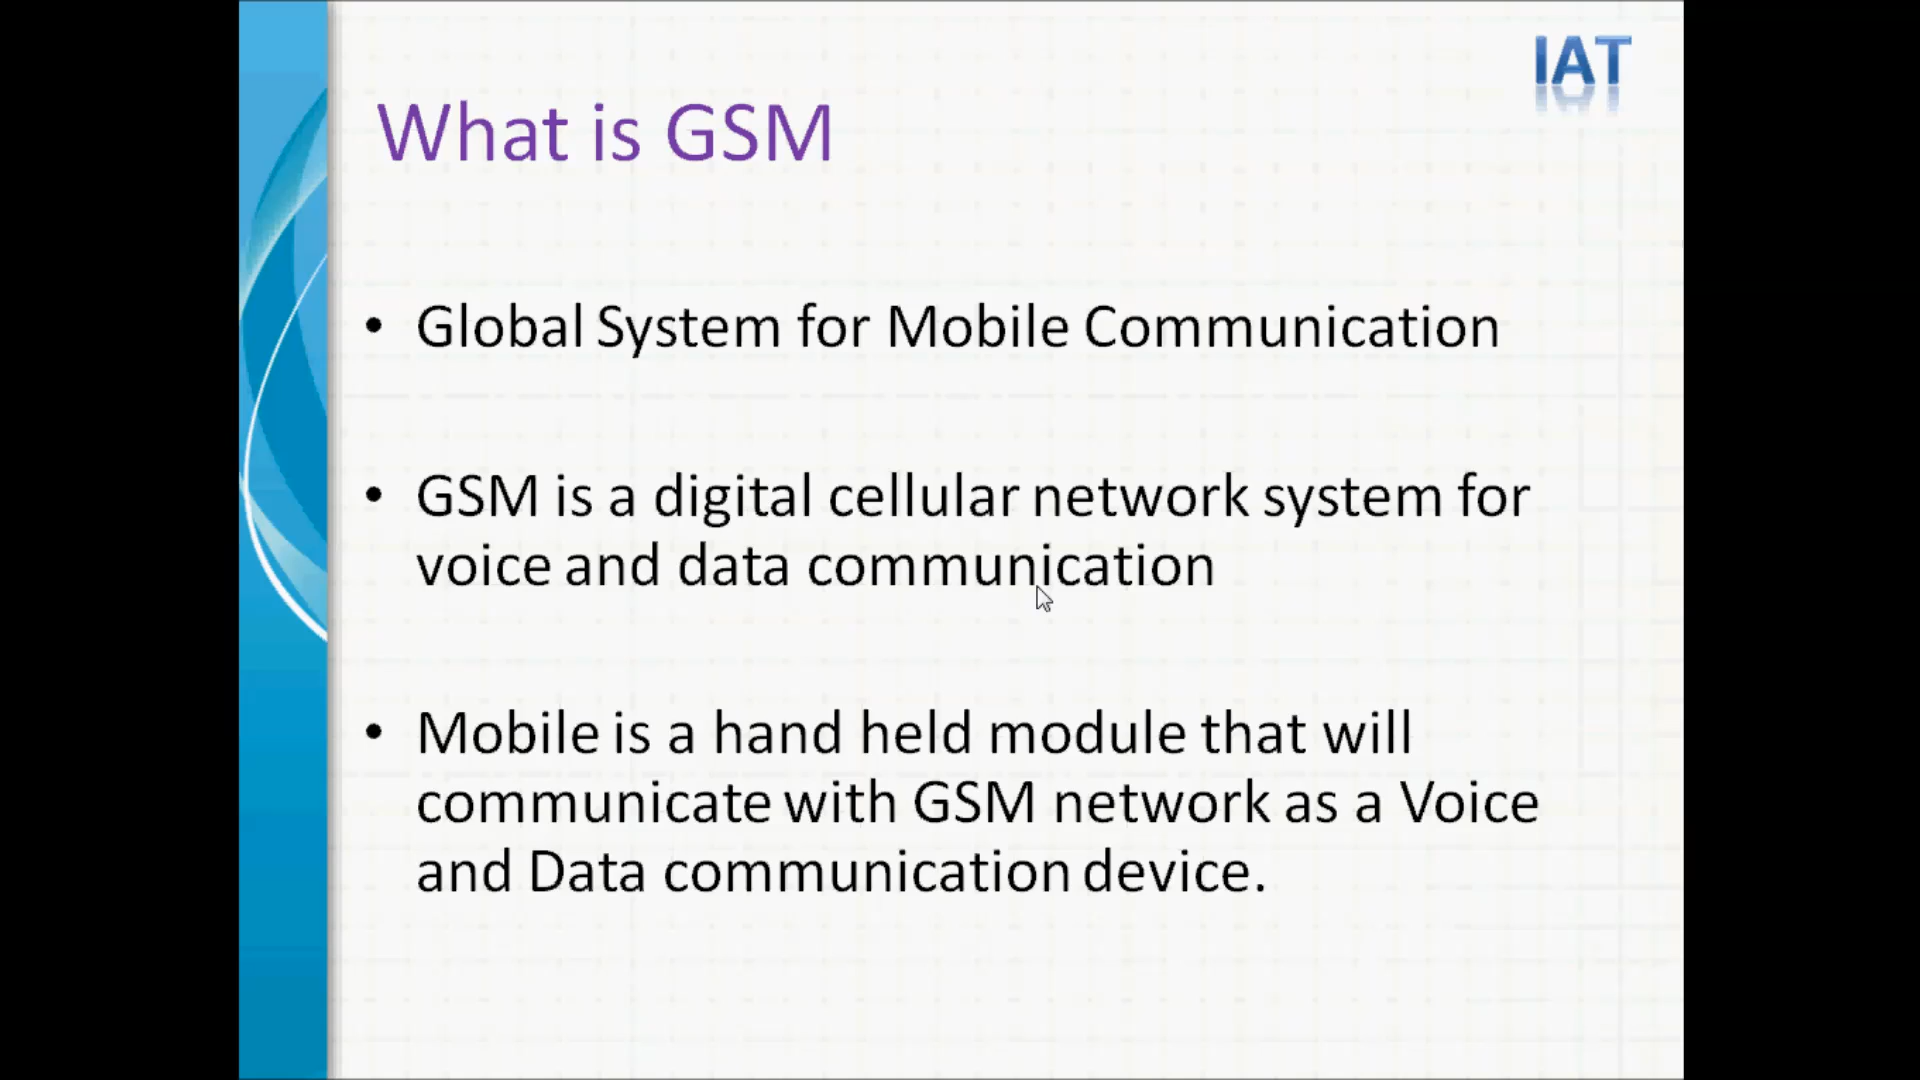 IAT
What is GSM
• Global System for Mobile Communication
• GSM is a digital cellular network system for
voice and data communication
• Mobile is a hand held module that will
communicate with GSM network as a Voice
and Data communication device.